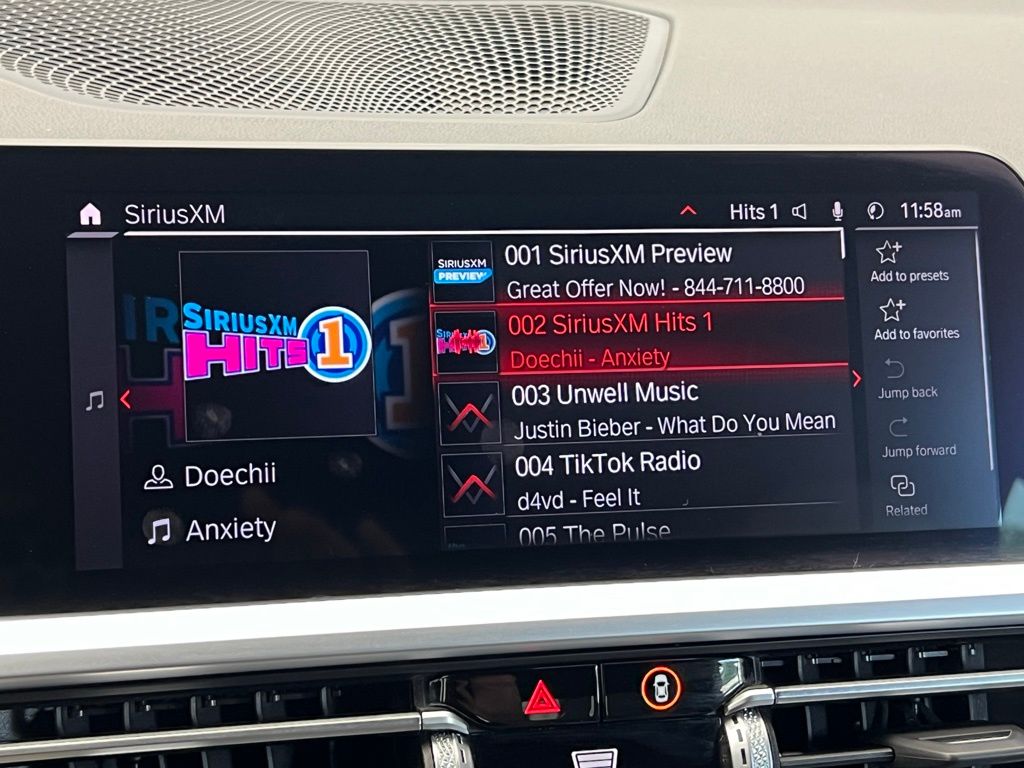 SiriusXM
Hits 1
11:58am
SIRIUSXM
HITS 1
Doechii
Anxiety
SIRIUSXM
PREVIEW
001 SiriusXM Preview
Great Offer Now! - 844-711-8800
002 SiriusXM Hits 1
Doechii - Anxiety
003 Unwell Music
Justin Bieber - What Do You Mean
004 TikTok Radio
d4vd - Feel It
the
005 The Pulse
Add to presets
Add to favorites
Jump back
Jump forward
Related